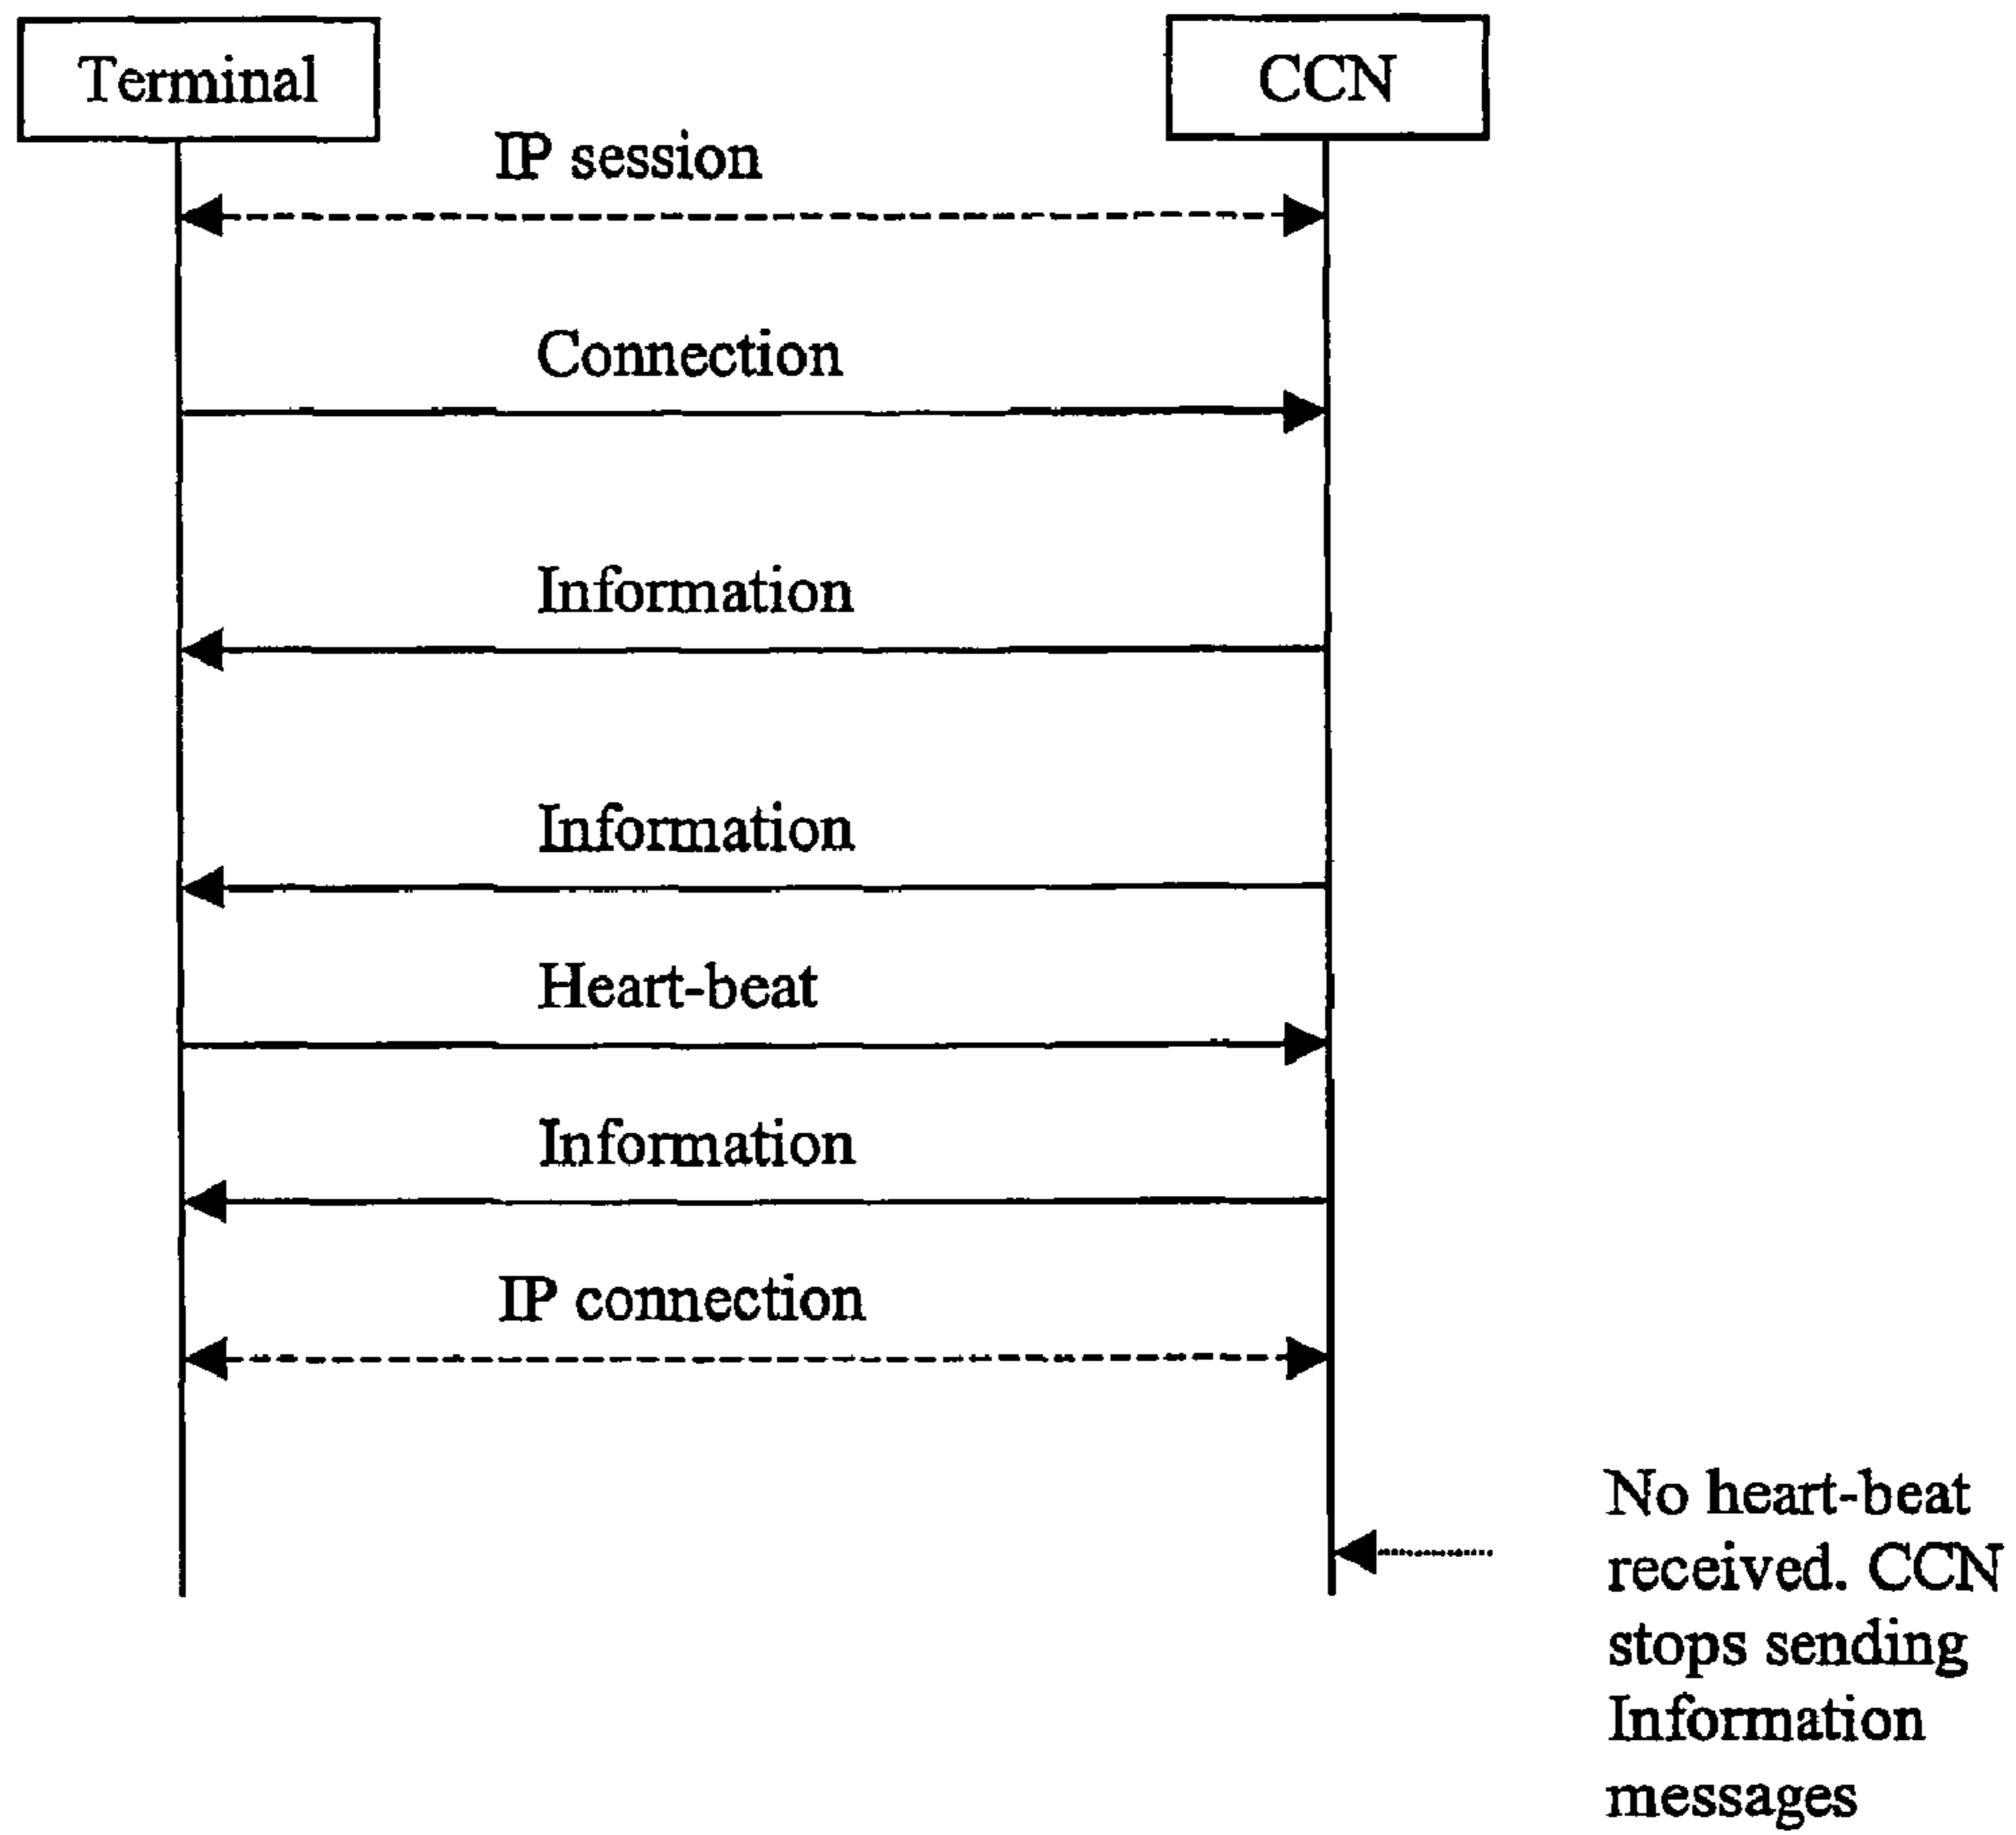 Terminal
CCN
IP session
Connection
Information
Information
Heart-beat
Information
IP connection
No heart-beat
received. CCN
stops sending
Information
messages